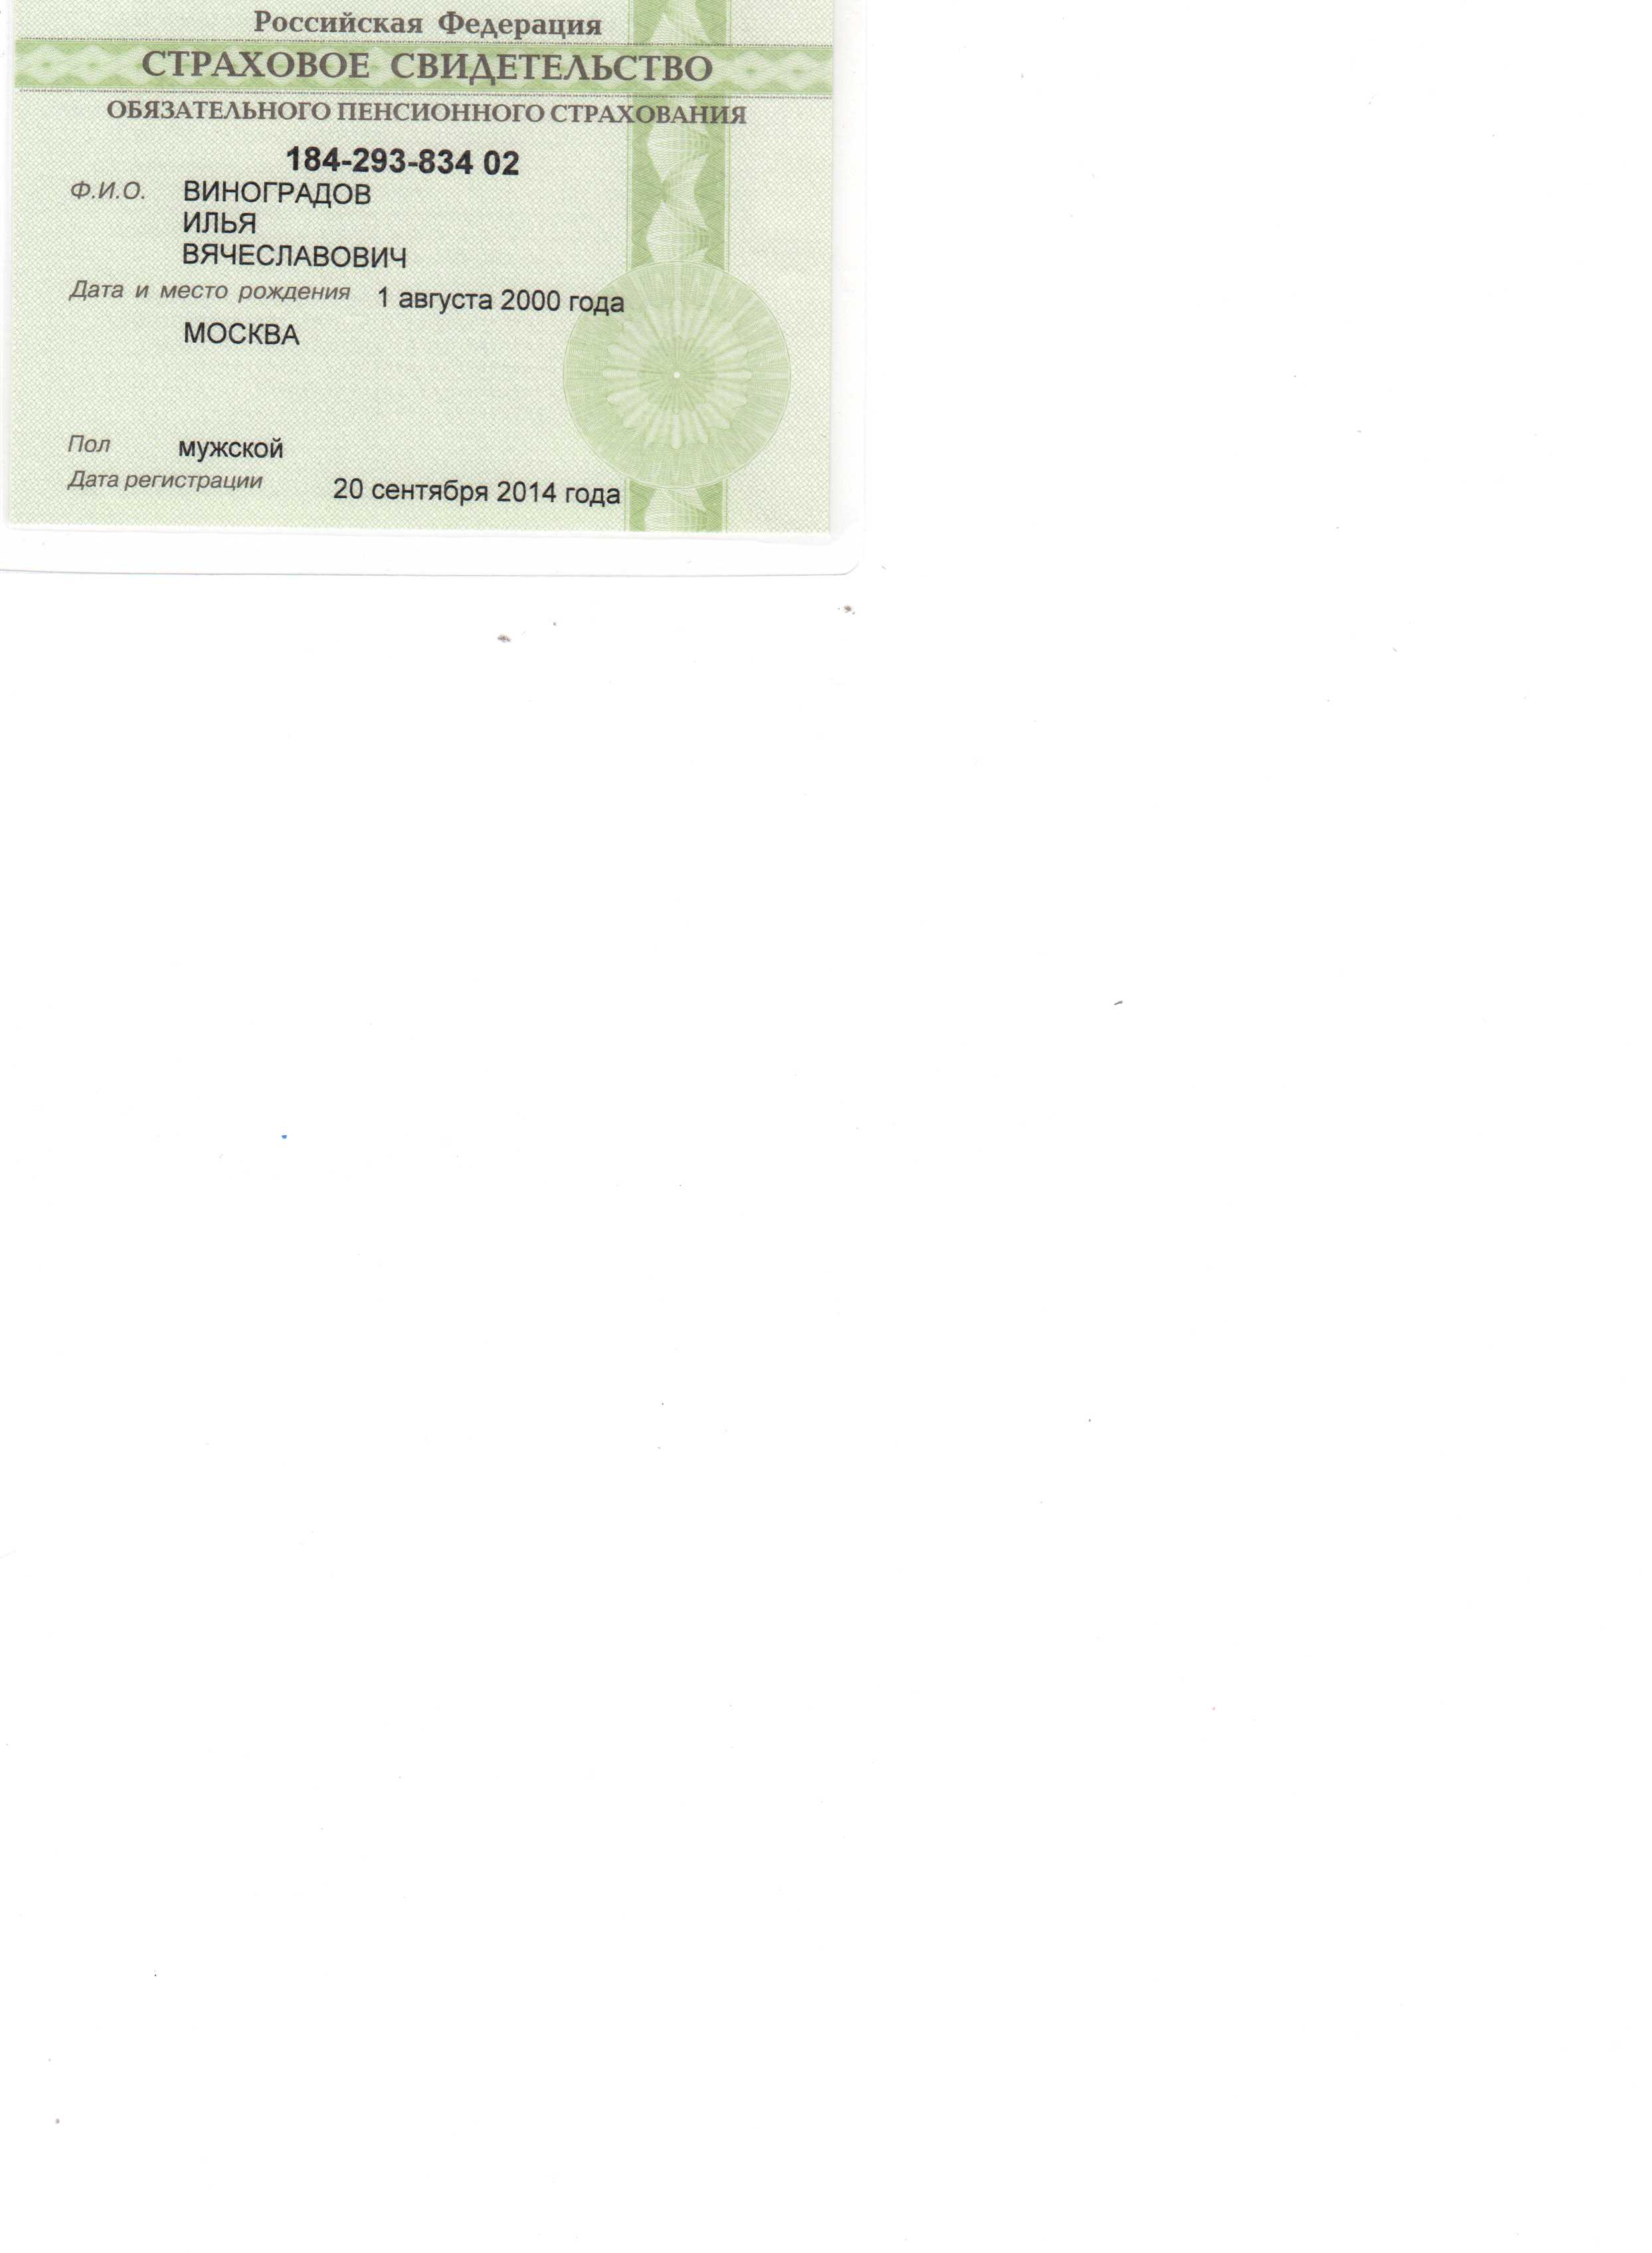 Российская Федерация
СТРАХОВОЕ СВИДЕТЕЛЬСТВО
ОБЯЗАТЕЛЬНОГО ПЕНСИОННОГО СТРАХОВАНИЯ
184-293-834 02
Ф.И.О. ВИНОГРАДОВ
ИЛЬЯ
ВЯЧЕСЛАВОВИЧ
Дата и место рождения 1 августа 2000 года
МОСКВА
Пол мужской
Дата регистрации 20 сентября 2014 года